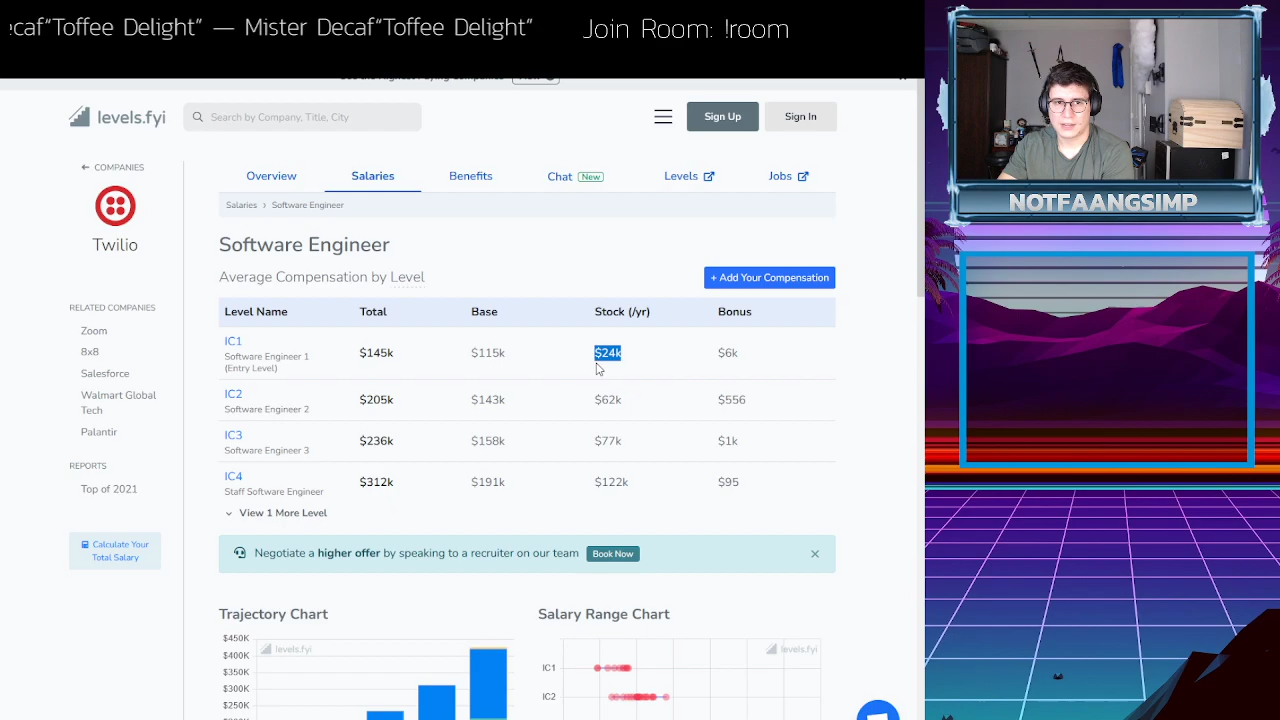 caf“Toffee Delight” — Mister Decaf“Toffee Delight”
Join Room: !room
levels.fyi
Search by Company, Title, City
Sign Up
Sign In
← COMPANIES
Twilio
RELATED COMPANIES
Zoom
8x8
Salesforce
Walmart Global
Tech
Palantir
REPORTS
Top of 2021
Calculate Your
Total Salary
Overview
Salaries
Benefits
Chat New
Levels
Jobs
Salaries › Software Engineer
Software Engineer
Average Compensation by Level
+ Add Your Compensation
Level Name Total Base Stock (/yr) Bonus
IC1
Software Engineer 1
(Entry Level)
$145k $115k $24k $6k
IC2
Software Engineer 2
$205k $143k $62k $556
IC3
Software Engineer 3
$236k $158k $77k $1k
IC4
Staff Software Engineer
$312k $191k $122k $95
View 1 More Level
Negotiate a higher offer by speaking to a recruiter on our team
Book Now
Trajectory Chart
$450K
$400K
$350K
$300K
$250K
levels.fyi
Salary Range Chart
levels.fyi
IC1
IC2
NOTFAANGSIMP